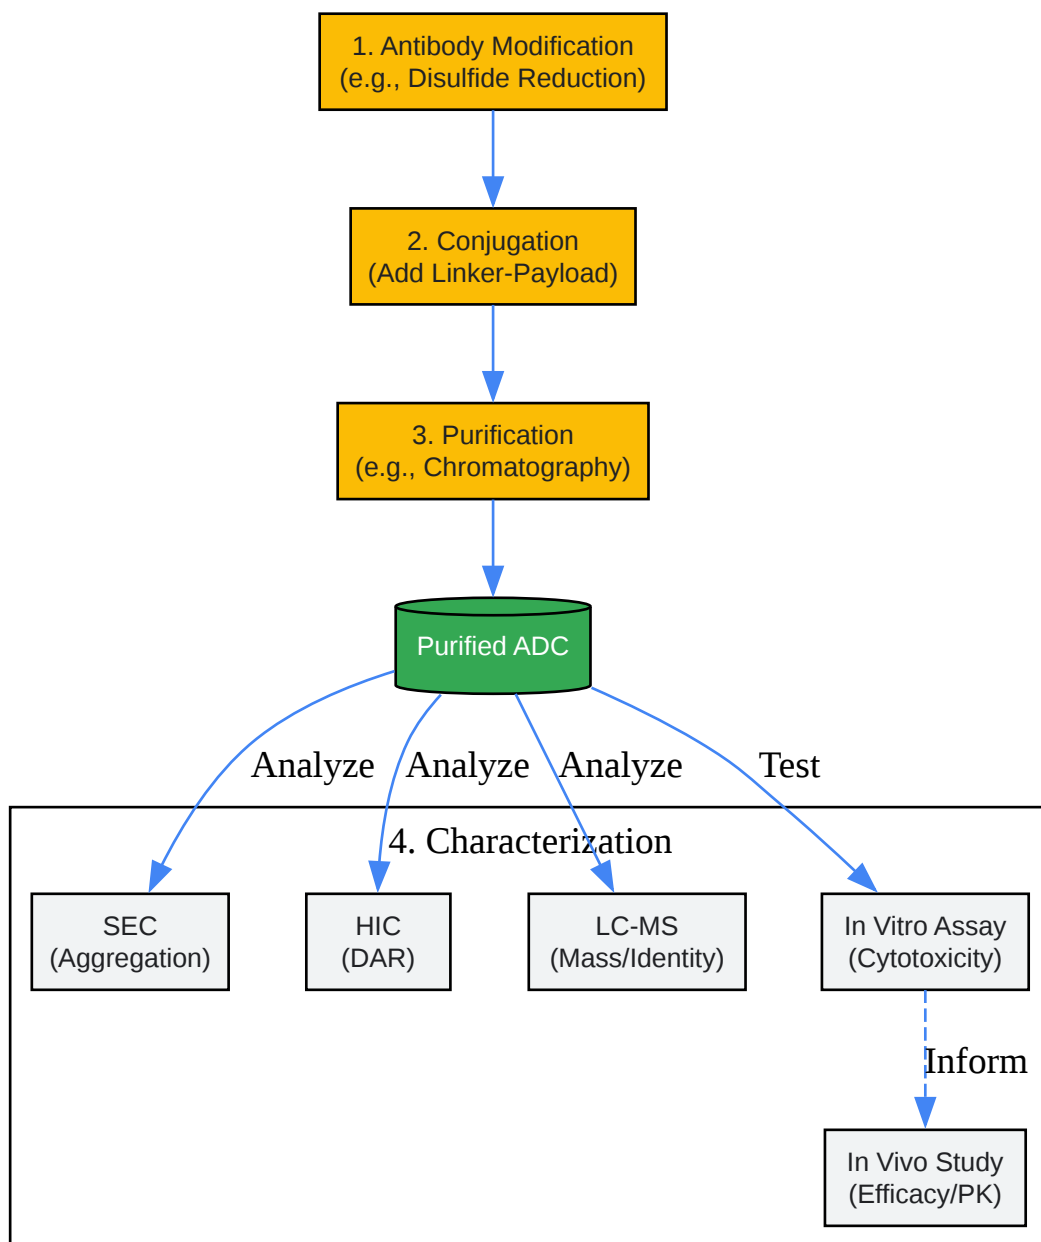 1. Antibody Modification
(e.g., Disulfide Reduction)
2. Conjugation
(Add Linker-Payload)
3. Purification
(e.g., Chromatography)
Purified ADC
Analyze
Analyze
Analyze
Test
4. Characterization
SEC
(Aggregation)
HIC
(DAR)
LC-MS
(Mass/Identity)
In Vitro Assay
(Cytotoxicity)
Inform
In Vivo Study
(Efficacy/PK)